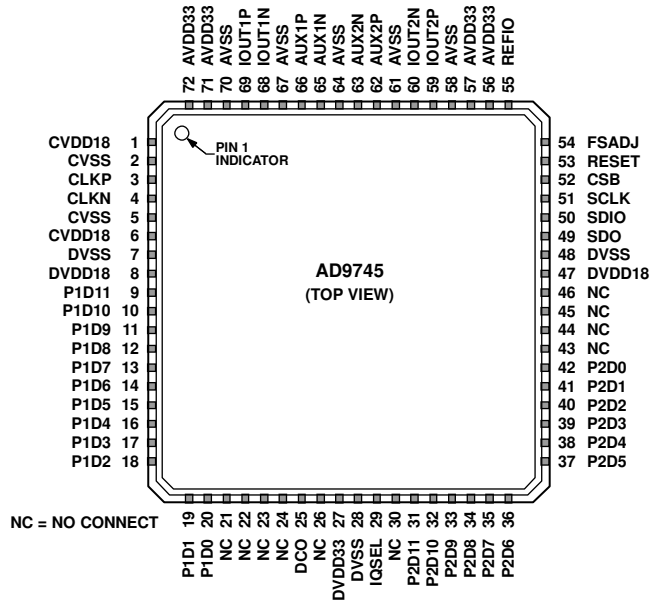 72 AVDD33
71 AVDD33
70 AVSS
69 IOUT1P
68 IOUT1N
67 AVSS
66 AUX1P
65 AUX1N
64 AVSS
63 AUX2N
62 AUX2P
61 AVSS
60 IOUT2N
59 IOUT2P
58 AVSS
57 AVDD33
56 AVDD33
55 REFIO
CVDD18 1
CVSS 2
CLKP 3
CLKN 4
CVSS 5
CVDD18 6
DVSS 7
DVDD18 8
P1D11 9
P1D10 10
P1D9 11
P1D8 12
P1D7 13
P1D6 14
P1D5 15
P1D4 16
P1D3 17
P1D2 18
PIN 1
INDICATOR
AD9745
(TOP VIEW)
54 FSADJ
53 RESET
52 CSB
51 SCLK
50 SDIO
49 SDO
48 DVSS
47 DVDD18
46 NC
45 NC
44 NC
43 NC
42 P2D0
41 P2D1
40 P2D2
39 P2D3
38 P2D4
37 P2D5
NC = NO CONNECT
P1D1 19
P1D0 20
NC 21
NC 22
NC 23
NC 24
DCO 25
NC 26
DVDD33 27
DVSS 28
IQSEL 29
NC 30
P2D11 31
P2D10 32
P2D9 33
P2D8 34
P2D7 35
P2D6 36